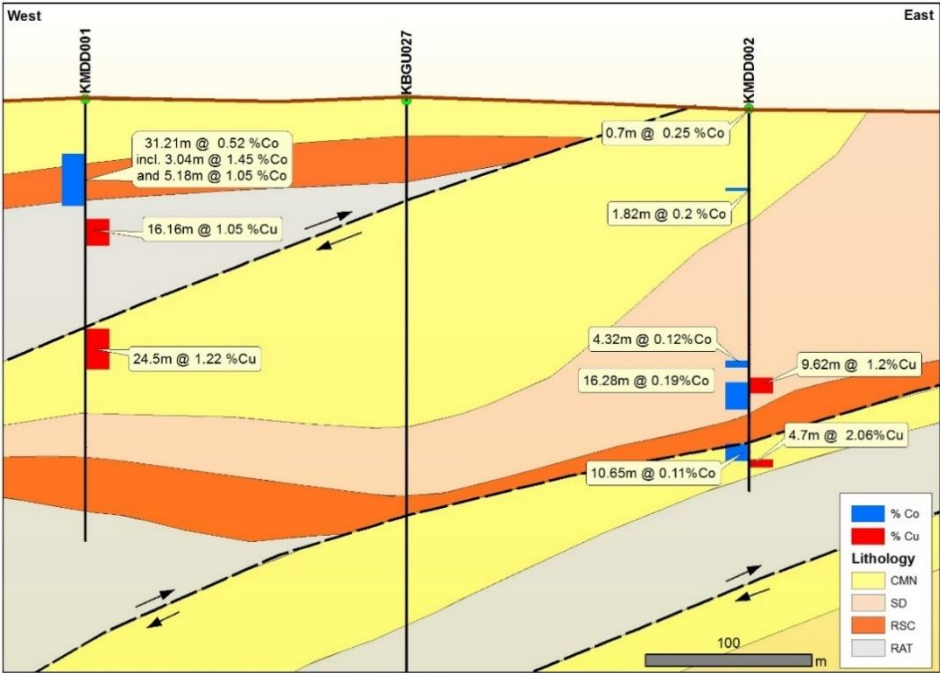 West
East
KMDD001
KBGU027
KMDD002
31.21m @ 0.52 %Co
incl. 3.04m @ 1.45 %Co
and 5.18m @ 1.05 %Co
0.7m @ 0.25 %Co
1.82m @ 0.2 %Co
16.16m @ 1.05 %Cu
24.5m @ 1.22 %Cu
4.32m @ 0.12%Co
9.62m @ 1.2%Cu
16.28m @ 0.19%Co
4.7m @ 2.06%Cu
10.65m @ 0.11%Co
% Co
% Cu
Lithology
CMN
SD
RSC
RAT
100
m